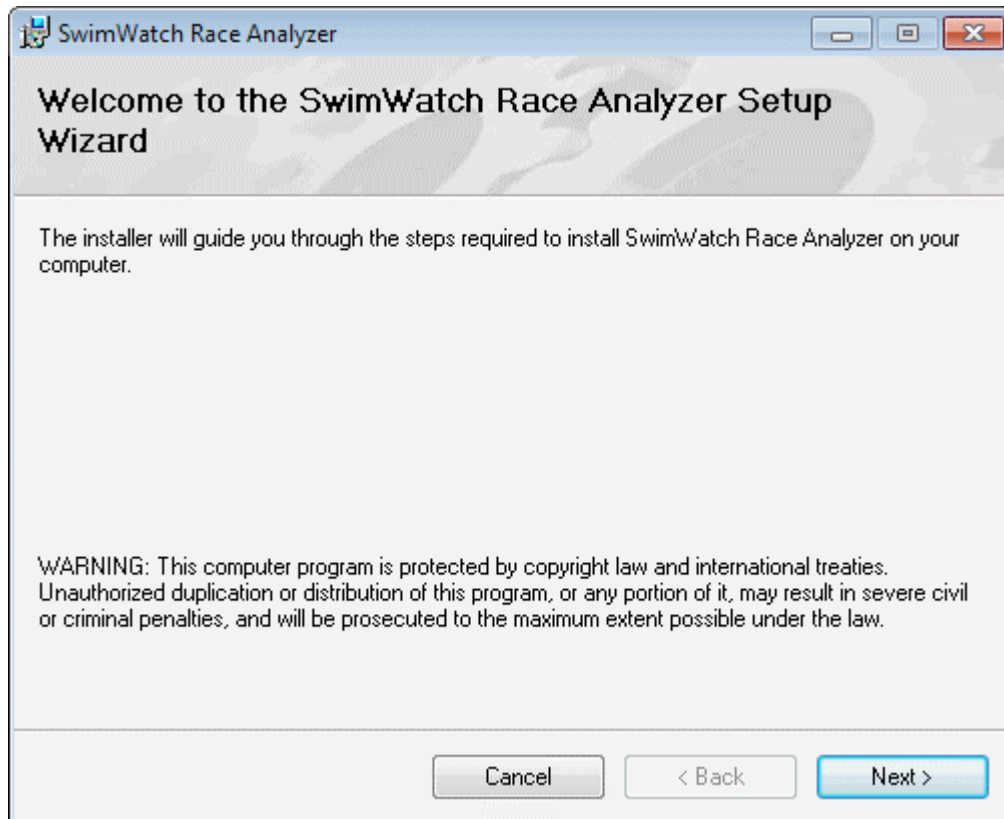 SwimWatch Race Analyzer
Welcome to the SwimWatch Race Analyzer Setup
Wizard
The installer will guide you through the steps required to install SwimWatch Race Analyzer on your
computer.
WARNING: This computer program is protected by copyright law and international treaties.
Unauthorized duplication or distribution of this program, or any portion of it, may result in severe civil
or criminal penalties, and will be prosecuted to the maximum extent possible under the law.
Cancel
< Back
Next >